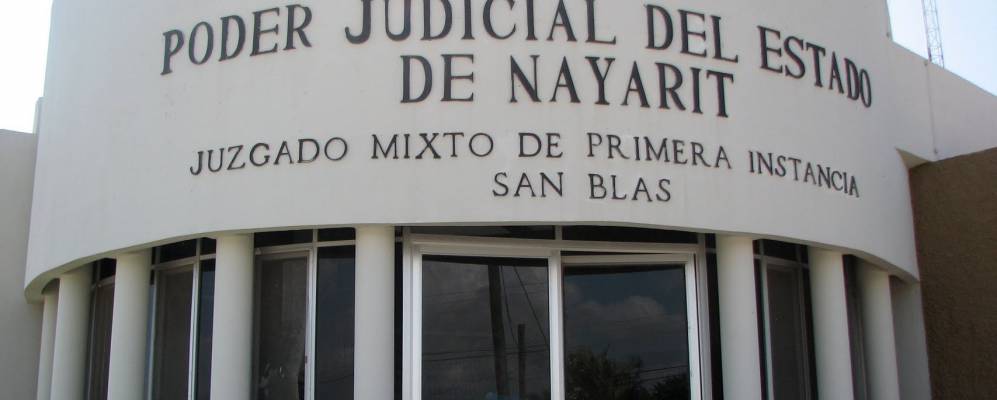 PODER JUDICIAL DEL ESTADO
DE NAYARIT
JUZGADO MIXTO DE PRIMERA INSTANCIA
SAN BLAS